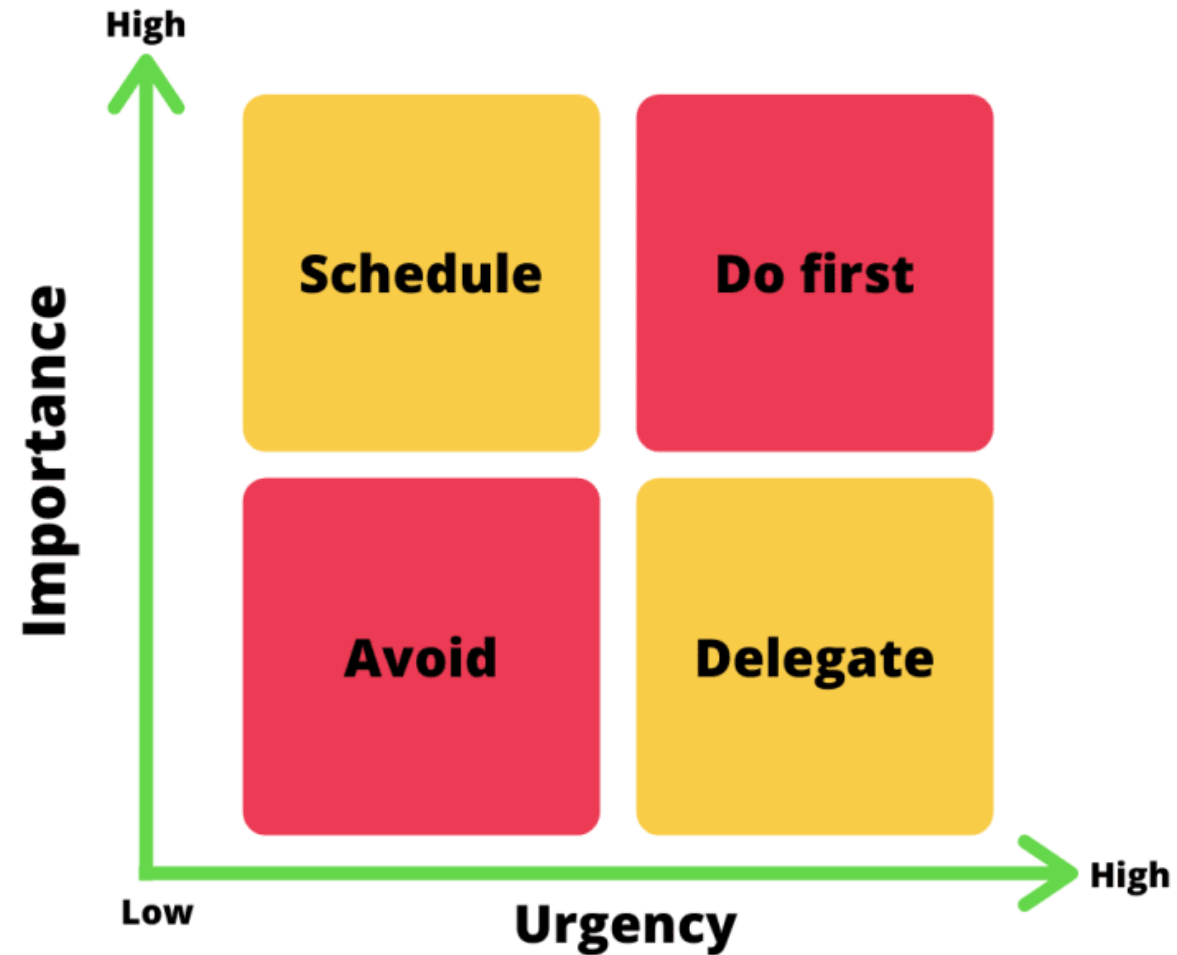 High
Importance
Schedule
Do first
Avoid
Delegate
High
Low
Urgency